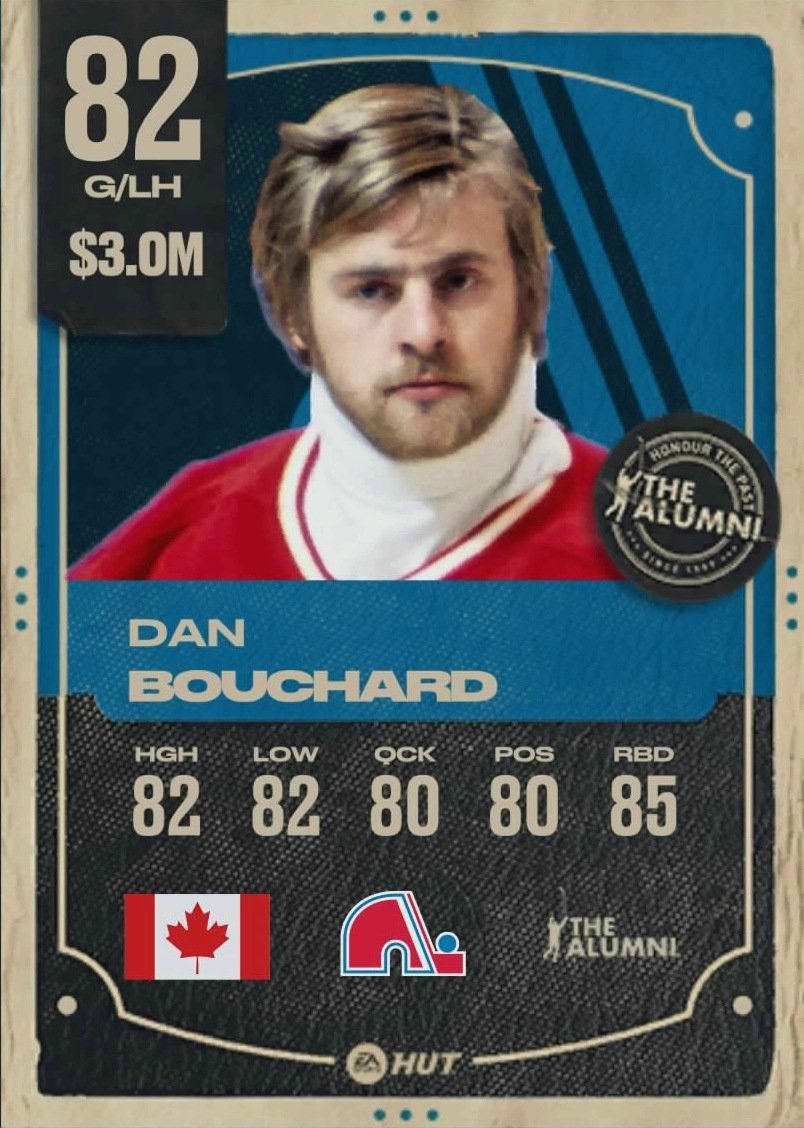 82
G/LH
$3.0M
HONOUR THE PAST
THE
ALUMNI
DAN
BOUCHARD
HGH LOW QCK POS RBD
82 82 80 80 85
THE
ALUMNI
EA HUT